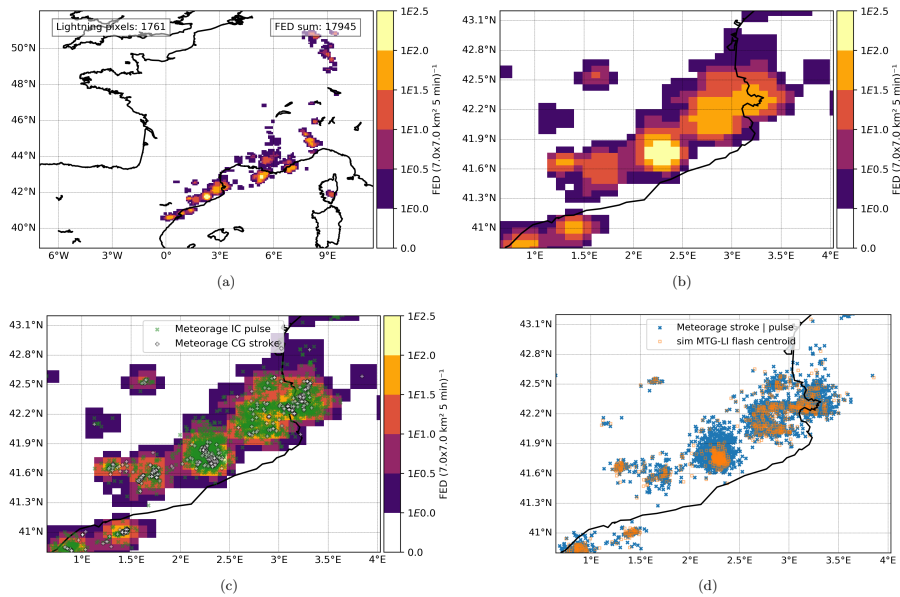 Lightning pixels: 1761
FED sum: 17945
50°N
48°N
46°N
44°N
42°N
40°N
6°W
3°W
0°
3°E
6°E
9°E
1E2.5
1E2.0
1E1.5
1E1.0
1E0.5
1E0.0
0.0
FED (7.0x7.0 km² 5 min)⁻¹
(a)
43.1°N
42.8°N
42.5°N
42.2°N
41.9°N
41.6°N
41.3°N
41°N
1°E
1.5°E
2°E
2.5°E
3°E
3.5°E
4°E
1E2.5
1E2.0
1E1.5
1E1.0
1E0.5
1E0.0
0.0
FED (7.0x7.0 km² 5 min)⁻¹
(b)
Meteorage IC pulse
Meteorage CG stroke
43.1°N
42.8°N
42.5°N
42.2°N
41.9°N
41.6°N
41.3°N
41°N
1°E
1.5°E
2°E
2.5°E
3°E
3.5°E
4°E
1E2.5
1E2.0
1E1.5
1E1.0
1E0.5
1E0.0
0.0
FED (7.0x7.0 km² 5 min)⁻¹
(c)
Meteorage stroke | pulse
sim MTG-LI flash centroid
43.1°N
42.8°N
42.5°N
42.2°N
41.9°N
41.6°N
41.3°N
41°N
1°E
1.5°E
2°E
2.5°E
3°E
3.5°E
4°E
(d)